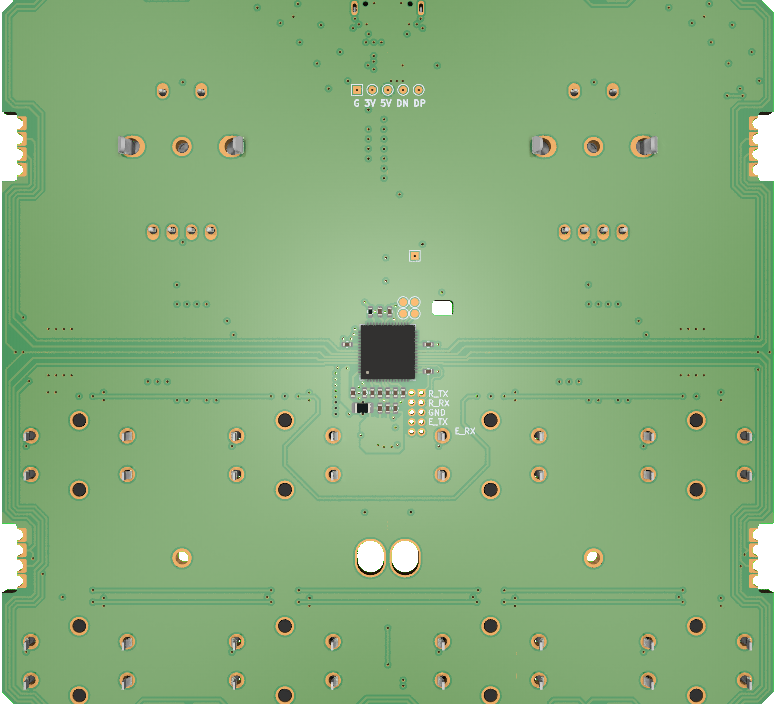 G 3V 5V DN DP
R_TX
R_RX
GND
E_TX
E_RX